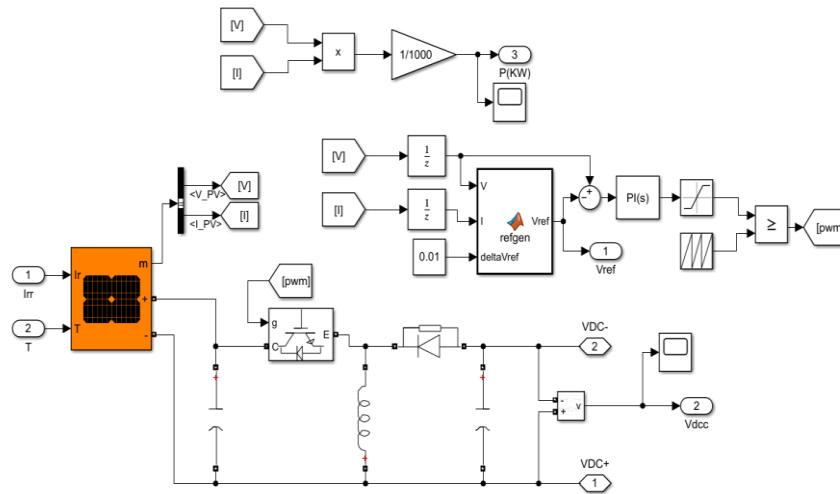 [V]
[I]
x
1/1000
3
P(KW)
[V]
[I]
1
z
1
z
0.01
V
I
deltaVref
refgen
Vref
+
−
PI(s)
≥
[pwm
1
Vref
<V_PV>
[V]
<I_PV>
[I]
m
1
Irr
Ir
+
2
T
T
-
[pwm]
g
C
E
VDC-
2
-
+
v
2
Vdcc
+
+
+
VDC+
1